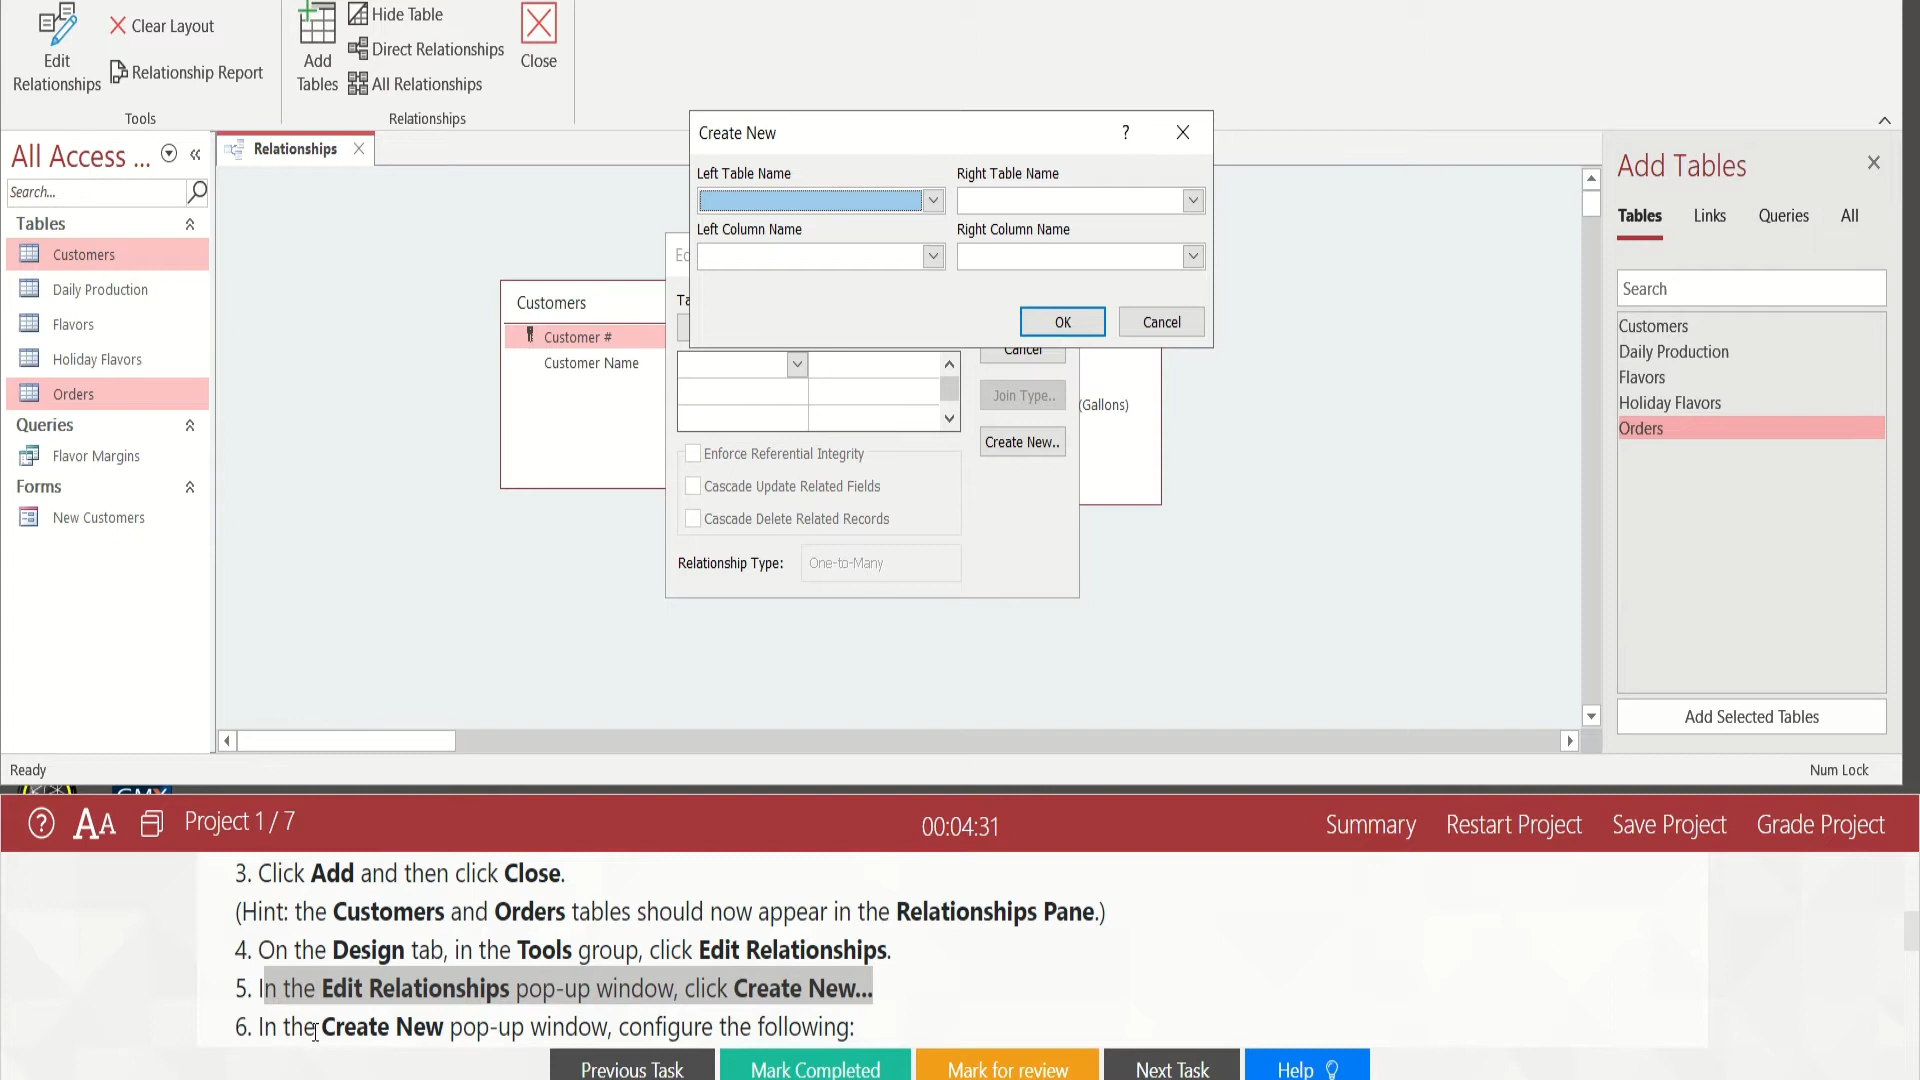 Edit
Relationships
Clear Layout
Relationship Report
Tools
Add
Tables
Hide Table
Direct Relationships
All Relationships
Close
Relationships
All Access ...
Search...
Tables
Customers
Daily Production
Flavors
Holiday Flavors
Orders
Queries
Flavor Margins
Forms
New Customers
Relationships
Customers
Customer #
Customer Name
Create New
?
Left Table Name
Right Table Name
Left Column Name
Right Column Name
OK
Cancel
Cancel
Join Type..
Create New..
(Gallons)
Enforce Referential Integrity
Cascade Update Related Fields
Cascade Delete Related Records
Relationship Type:
One-to-Many
Add Tables
Tables
Links
Queries
All
Search
Customers
Daily Production
Flavors
Holiday Flavors
Orders
Add Selected Tables
Ready
Num Lock
Project 1 / 7
00:04:31
Summary
Restart Project
Save Project
Grade Project
3. Click Add and then click Close.
(Hint: the Customers and Orders tables should now appear in the Relationships Pane.)
4. On the Design tab, in the Tools group, click Edit Relationships.
5. In the Edit Relationships pop-up window, click Create New...
6. In the Create New pop-up window, configure the following:
Previous Task
Mark Completed
Mark for review
Next Task
Help